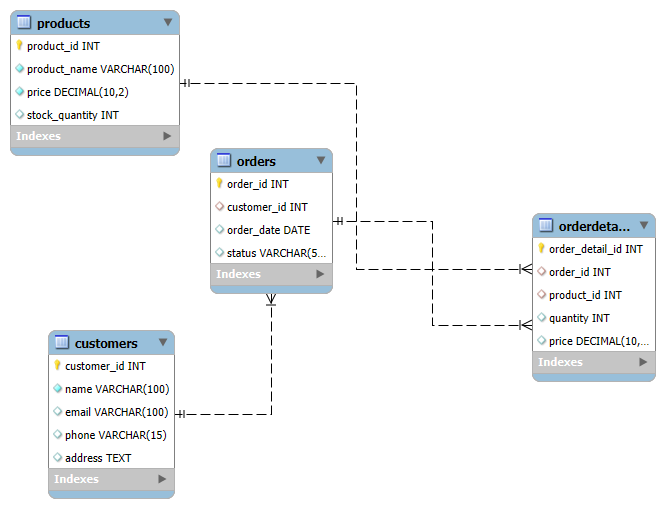 products
product_id INT
product_name VARCHAR(100)
price DECIMAL(10,2)
stock_quantity INT
Indexes
orders
order_id INT
customer_id INT
order_date DATE
status VARCHAR(5...
Indexes
orderdeta...
order_detail_id INT
order_id INT
product_id INT
quantity INT
price DECIMAL(10,...
Indexes
customers
customer_id INT
name VARCHAR(100)
email VARCHAR(100)
phone VARCHAR(15)
address TEXT
Indexes